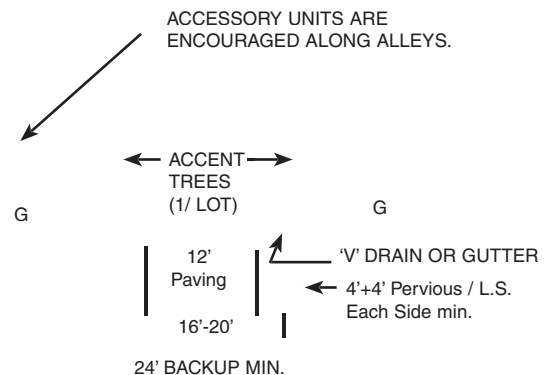 ACCESSORY UNITS ARE
ENCOURAGED ALONG ALLEYS.
ACCENT
TREES
(1/ LOT)
G
G
12’
Paving
‘V’ DRAIN OR GUTTER
4’+4’ Pervious / L.S.
Each Side min.
16’-20’
24’ BACKUP MIN.